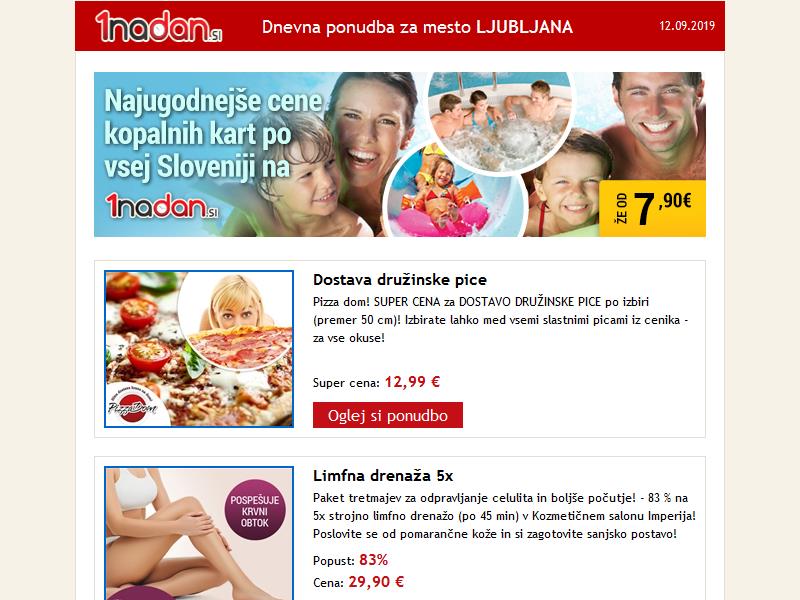 1nadan.si
Dnevna ponudba za mesto LJUBLJANA
12.09.2019
Najugodnejše cene
kopalnih kart po
vsej Sloveniji na
1nadan.si
ŽE OD 7,90€
Dostava družinske pice
Pizza dom! SUPER CENA za DOSTAVO DRUŽINSKE PICE po izbiri
(premer 50 cm)! Izbirate lahko med vsemi slastnimi picami iz cenika -
za vse okuse!
Super cena: 12,99 €
Oglej si ponudbo
PizzaDom
Limfna drenaža 5x
Paket tretmajev za odpravljanje celulita in boljše počutje! - 83 % na
5x strojno limfno drenažo (po 45 min) v Kozmetičnem salonu Imperija!
Poslovite se od pomarančne kože in si zagotovite sanjsko postavo!
Popust: 83%
Cena: 29,90 €
POSPEŠUJE
KRVNI
OBTOK